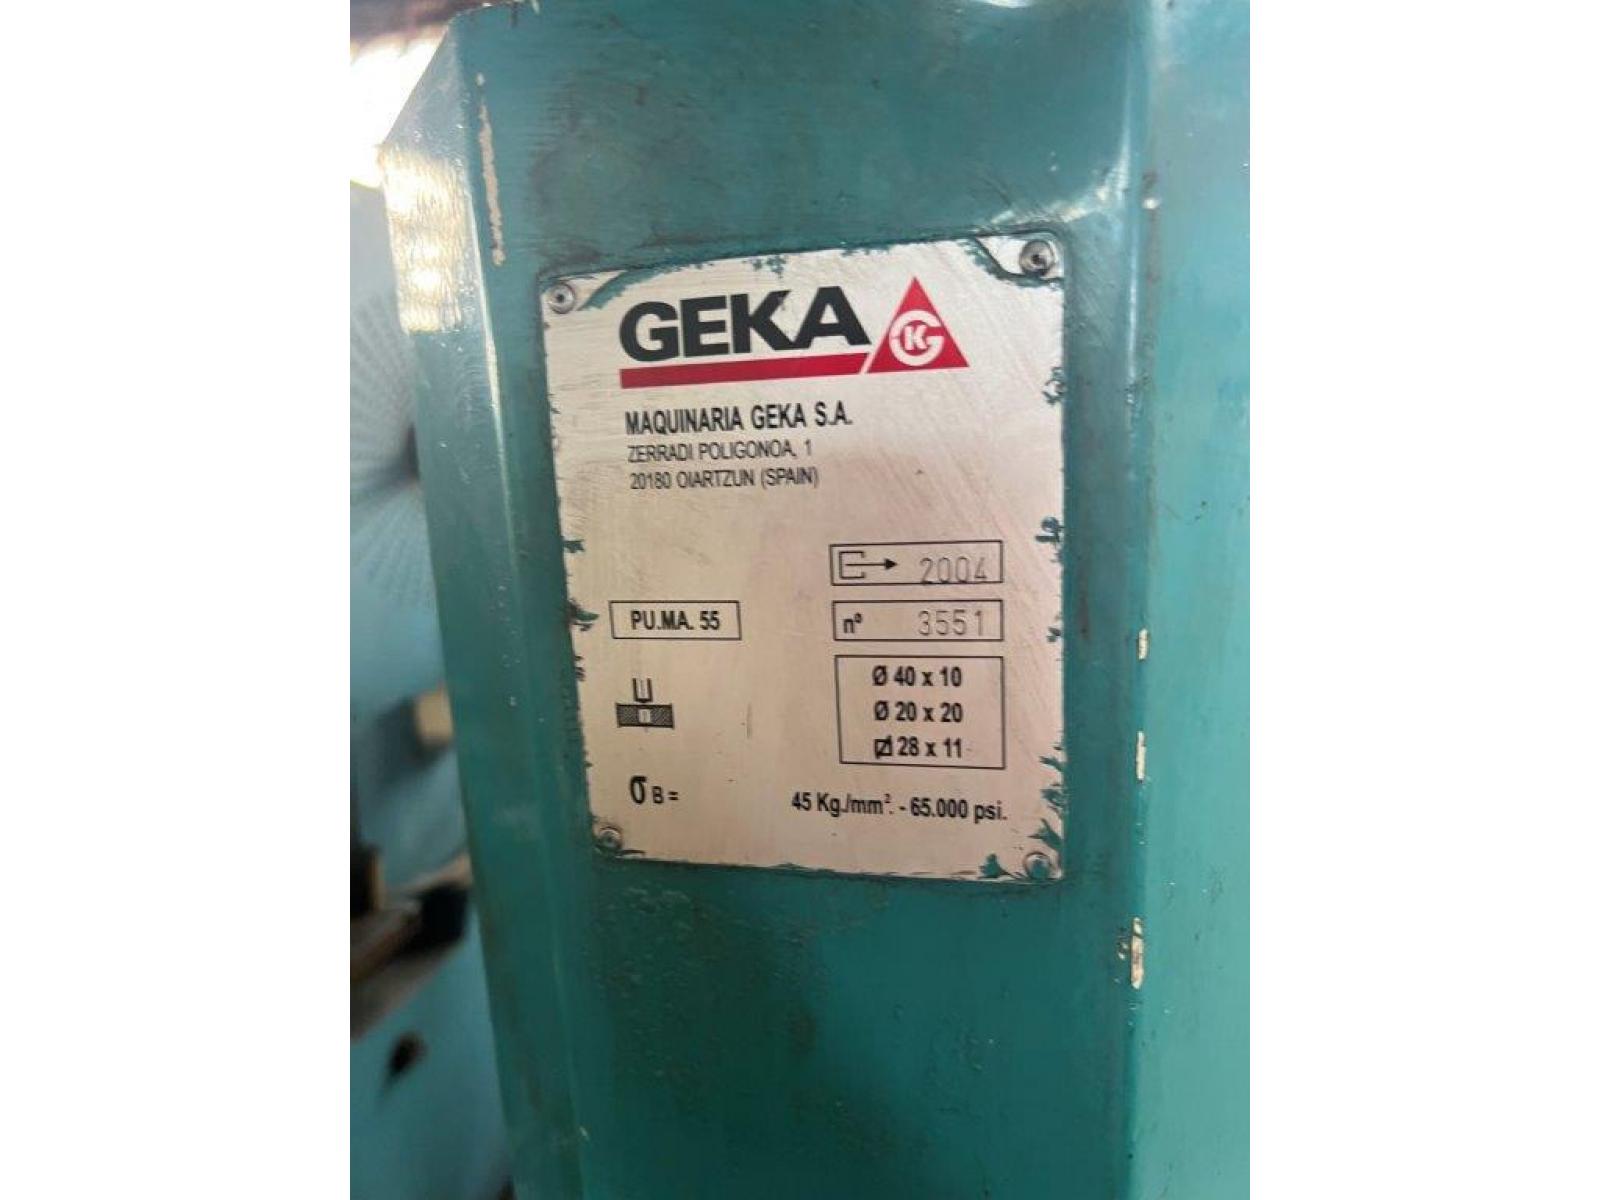 GEKA
GK
MAQUINARIA GEKA S.A.
ZERRADI POLIGONOA, 1
20180 OIARTZUN (SPAIN)
2004
PU.MA. 55
nº 3551
Ø 40 x 10
Ø 20 x 20
⍁ 28 x 11
σ B =
45 Kg./mm². - 65.000 psi.